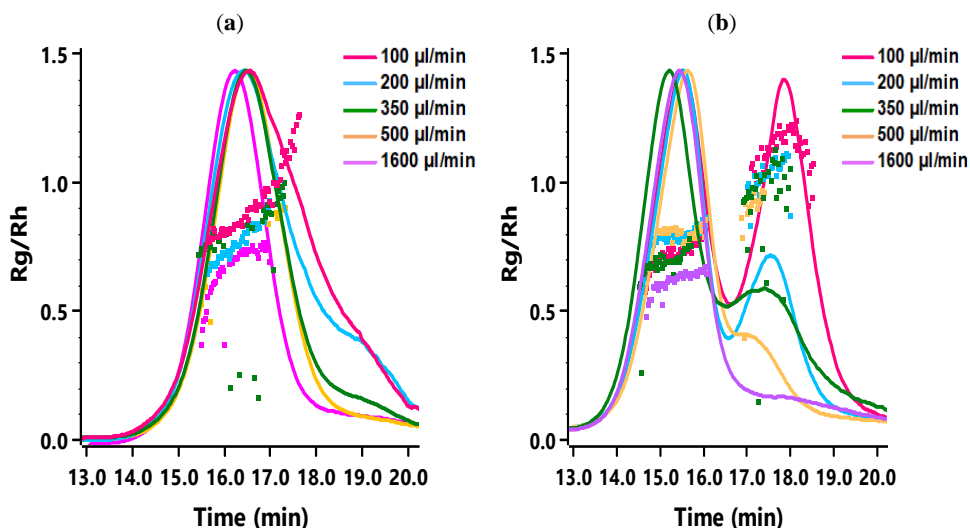 (a)
(b)
1.5
1.0
0.5
0.0
Rg/Rh
100 µl/min
200 µl/min
350 µl/min
500 µl/min
1600 µl/min
13.0 14.0 15.0 16.0 17.0 18.0 19.0 20.0
Time (min)
1.5
1.0
0.5
0.0
Rg/Rh
100 µl/min
200 µl/min
350 µl/min
500 µl/min
1600 µl/min
13.0 14.0 15.0 16.0 17.0 18.0 19.0 20.0
Time (min)